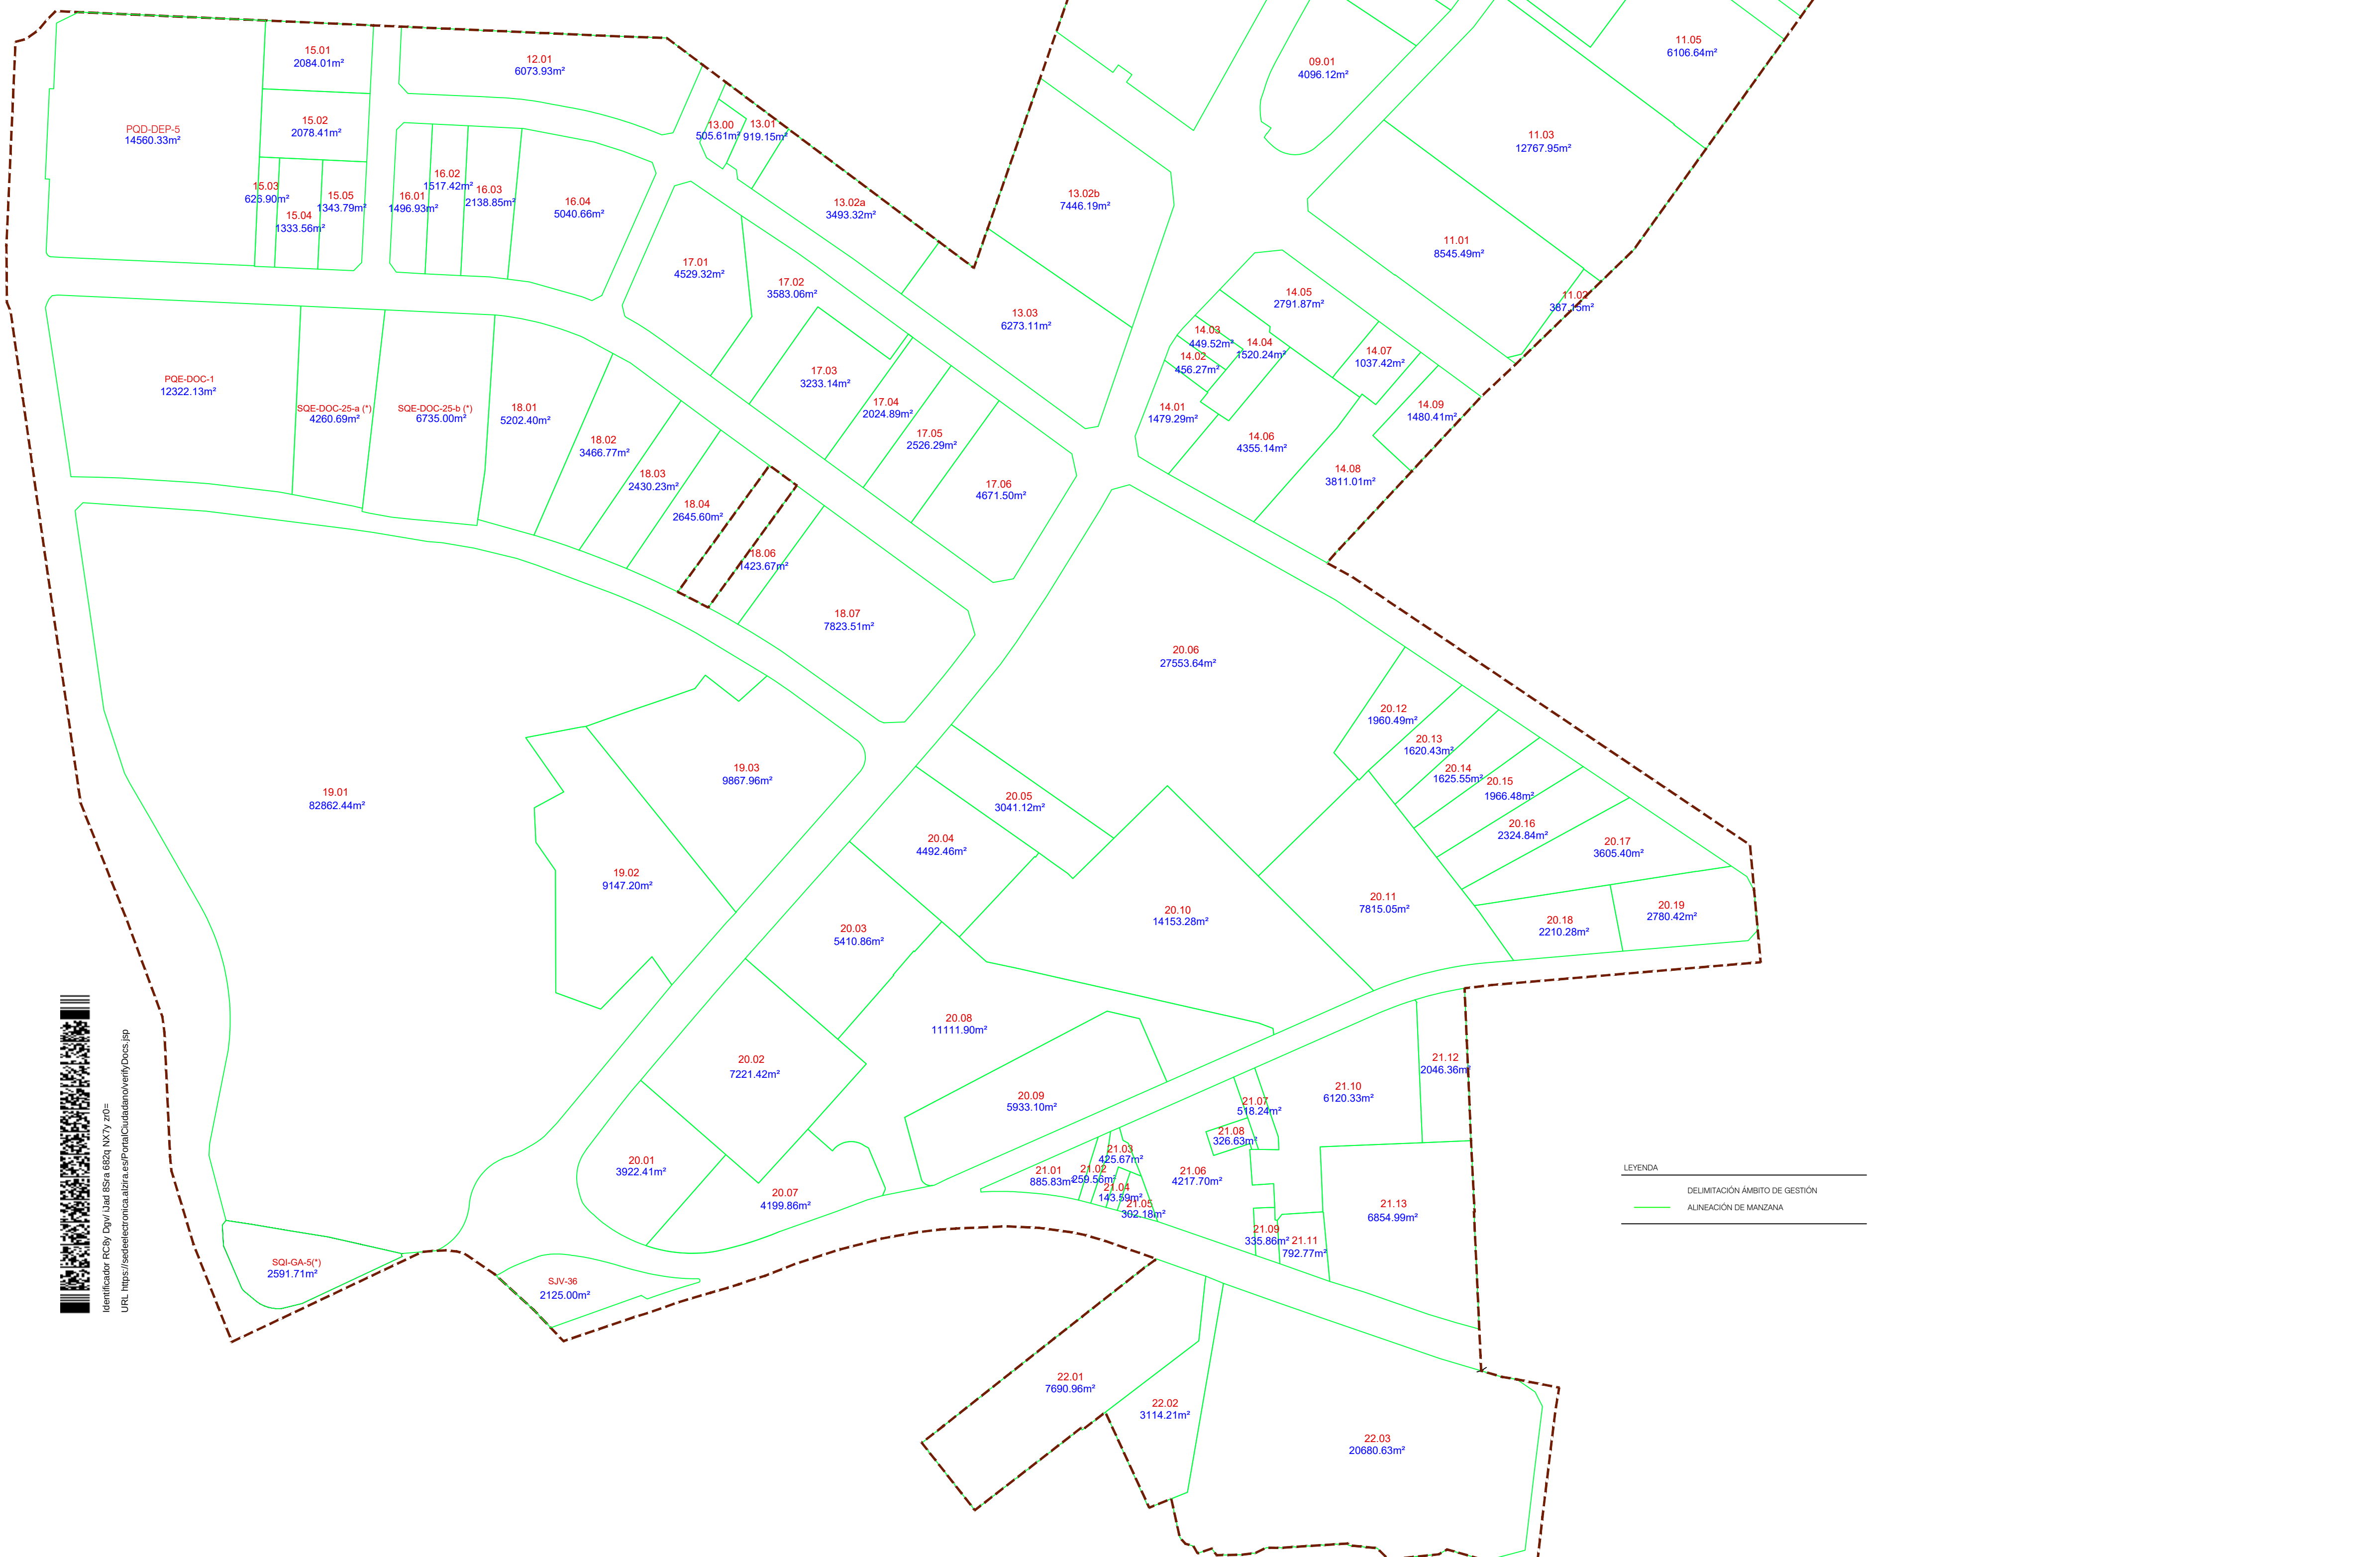 15.01
2084.01m²
12.01
6073.93m²
09.01
4096.12m²
11.05
6106.64m²
PQD-DEP-5
14560.33m²
15.02
2078.41m²
13.00
505.61m²
13.01
919.15m²
11.03
12767.95m²
15.03
626.90m²
15.04
1333.56m²
15.05
1343.79m²
16.01
1496.93m²
16.02
1517.42m²
16.03
2138.85m²
16.04
5040.66m²
13.02a
3493.32m²
13.02b
7446.19m²
11.01
8545.49m²
11.02
387.15m²
17.01
4529.32m²
17.02
3583.06m²
13.03
6273.11m²
14.05
2791.87m²
14.03
449.52m²
14.04
1520.24m²
14.02
456.27m²
14.07
1037.42m²
PQE-DOC-1
12322.13m²
SQE-DOC-25-a (*)
4260.69m²
SQE-DOC-25-b (*)
6735.00m²
18.01
5202.40m²
17.03
3233.14m²
17.04
2024.89m²
17.05
2526.29m²
14.01
1479.29m²
14.09
1480.41m²
14.06
4355.14m²
14.08
3811.01m²
18.02
3466.77m²
18.03
2430.23m²
18.04
2645.60m²
17.06
4671.50m²
18.06
1423.67m²
18.07
7823.51m²
20.06
27553.64m²
20.12
1960.49m²
20.13
1620.43m²
20.14
1625.55m²
20.15
1966.48m²
20.16
2324.84m²
20.17
3605.40m²
19.01
82862.44m²
19.03
9867.96m²
20.05
3041.12m²
20.04
4492.46m²
19.02
9147.20m²
20.03
5410.86m²
20.10
14153.28m²
20.11
7815.05m²
20.18
2210.28m²
20.19
2780.42m²
20.08
11111.90m²
20.02
7221.42m²
20.09
5933.10m²
21.12
2046.36m²
21.10
6120.33m²
21.07
518.24m²
21.08
326.63m²
20.01
3922.41m²
20.07
4199.86m²
21.01
885.83m²
21.02
259.56m²
21.03
425.67m²
21.04
143.59m²
21.05
302.18m²
21.06
4217.70m²
21.13
6854.99m²
21.09
335.86m²
21.11
792.77m²
SQI-GA-5(*)
2591.71m²
SJV-36
2125.00m²
22.01
7690.96m²
22.02
3114.21m²
22.03
20680.63m²
LEYENDA
DELIMITACIÓN ÁMBITO DE GESTIÓN
ALINEACIÓN DE MANZANA
Identificador RC8y Dgv/ iJad 8Sra 682q NX7y zr0=
URL https://sedeelectronica.alzira.es/PortalCiudadano/verifyDocs.jsp